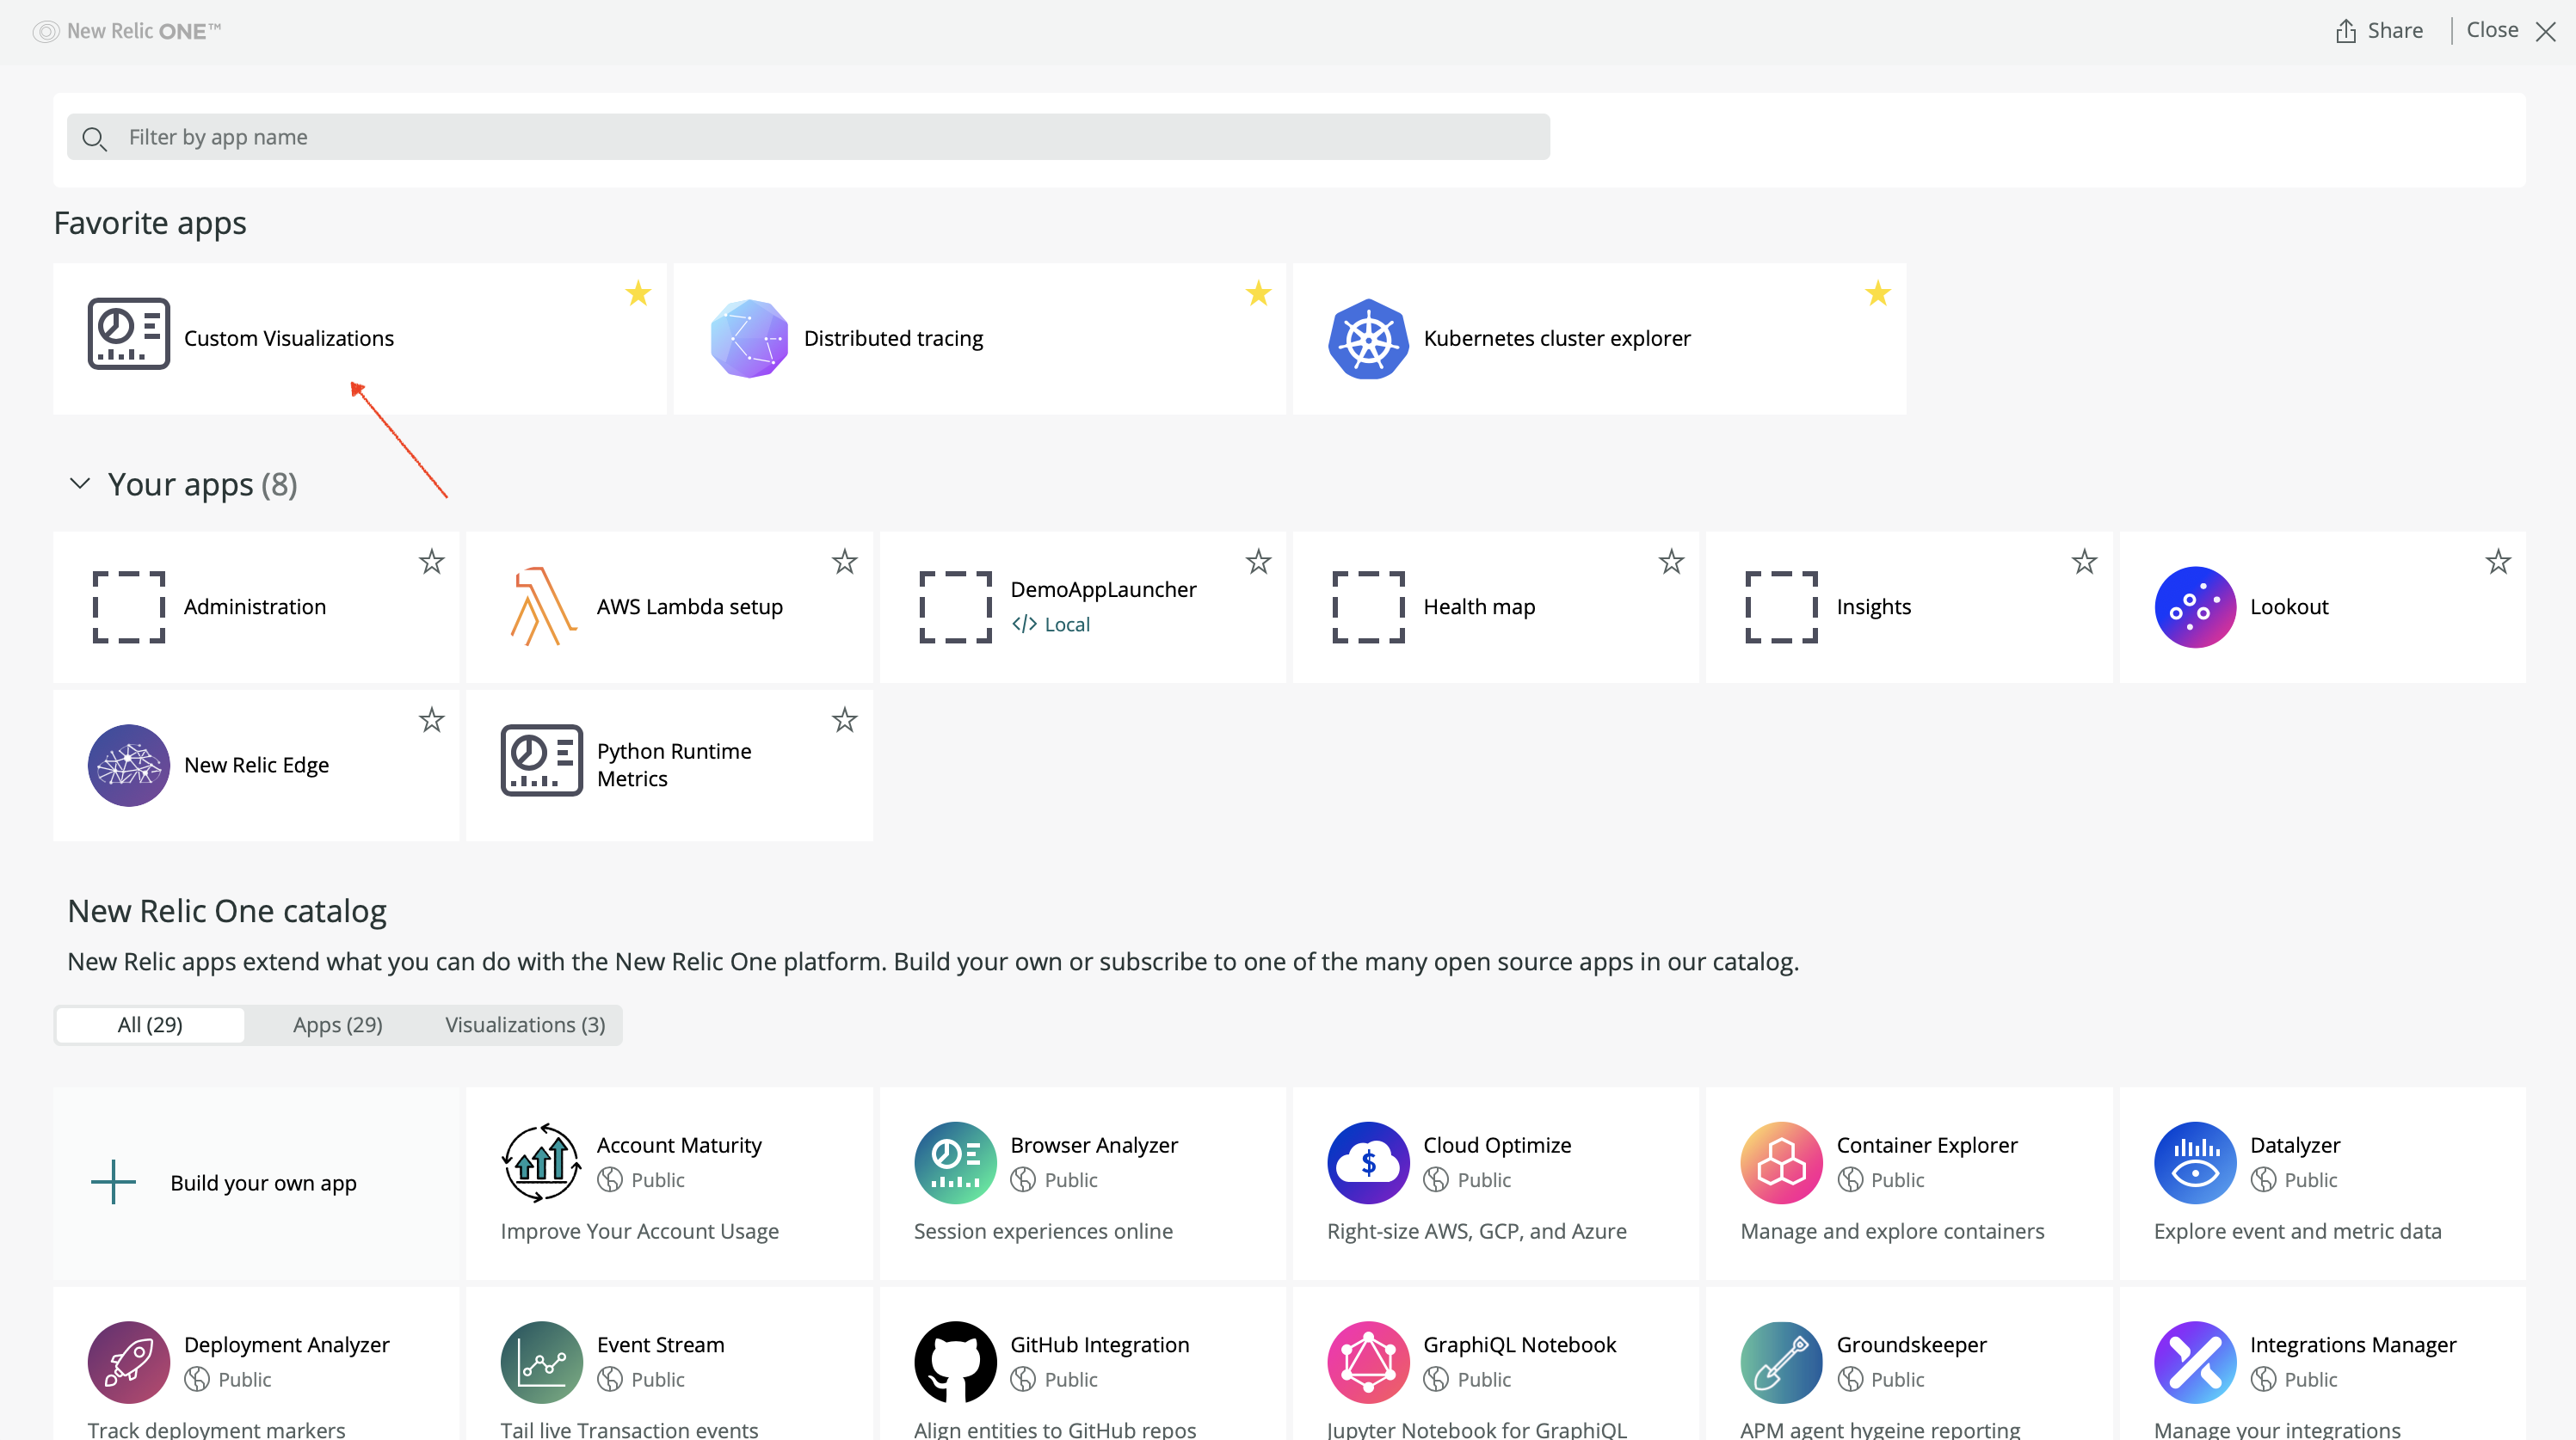 New Relic ONE™
Share
Close
Filter by app name
Favorite apps
Custom Visualizations
Distributed tracing
Kubernetes cluster explorer
Your apps (8)
Administration
AWS Lambda setup
DemoAppLauncher
</> Local
Health map
Insights
Lookout
New Relic Edge
Python Runtime
Metrics
New Relic One catalog
New Relic apps extend what you can do with the New Relic One platform. Build your own or subscribe to one of the many open source apps in our catalog.
All (29)
Apps (29)
Visualizations (3)
Build your own app
Account Maturity
Public
Improve Your Account Usage
Browser Analyzer
Public
Session experiences online
Cloud Optimize
Public
Right-size AWS, GCP, and Azure
Container Explorer
Public
Manage and explore containers
Datalyzer
Public
Explore event and metric data
Deployment Analyzer
Public
Track deployment markers
Event Stream
Public
Tail live Transaction events
GitHub Integration
Public
Align entities to GitHub repos
GraphiQL Notebook
Public
Jupyter Notebook for GraphiQL
Groundskeeper
Public
APM agent hygeine reporting
Integrations Manager
Public
Manage your integrations